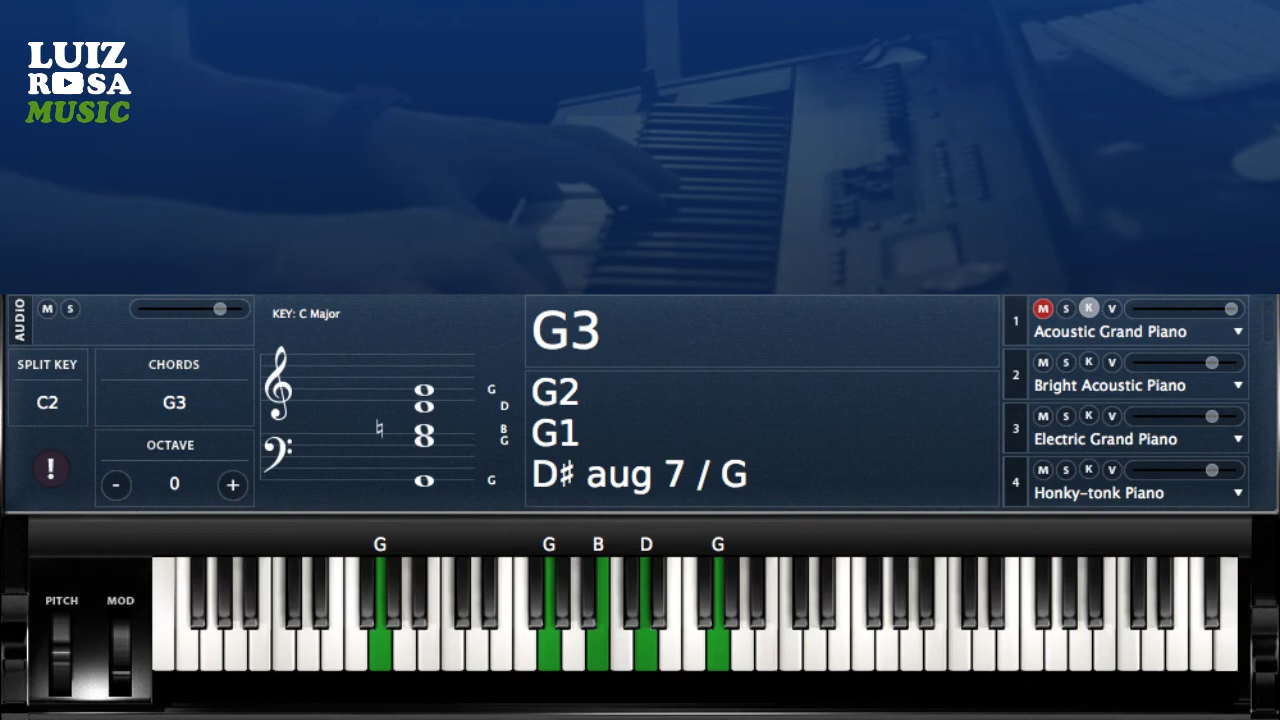 LUIZ
ROSA
MUSIC
AUDIO
M S
KEY: C Major
SPLIT KEY
C2
CHORDS
G3
OCTAVE
- 0 +
!
G
D
B
G
G
G3
G2
G1
D♯ aug 7 / G
1
M S K V
Acoustic Grand Piano
2
M S K V
Bright Acoustic Piano
3
M S K V
Electric Grand Piano
4
M S K V
Honky-tonk Piano
G G B D G
PITCH MOD